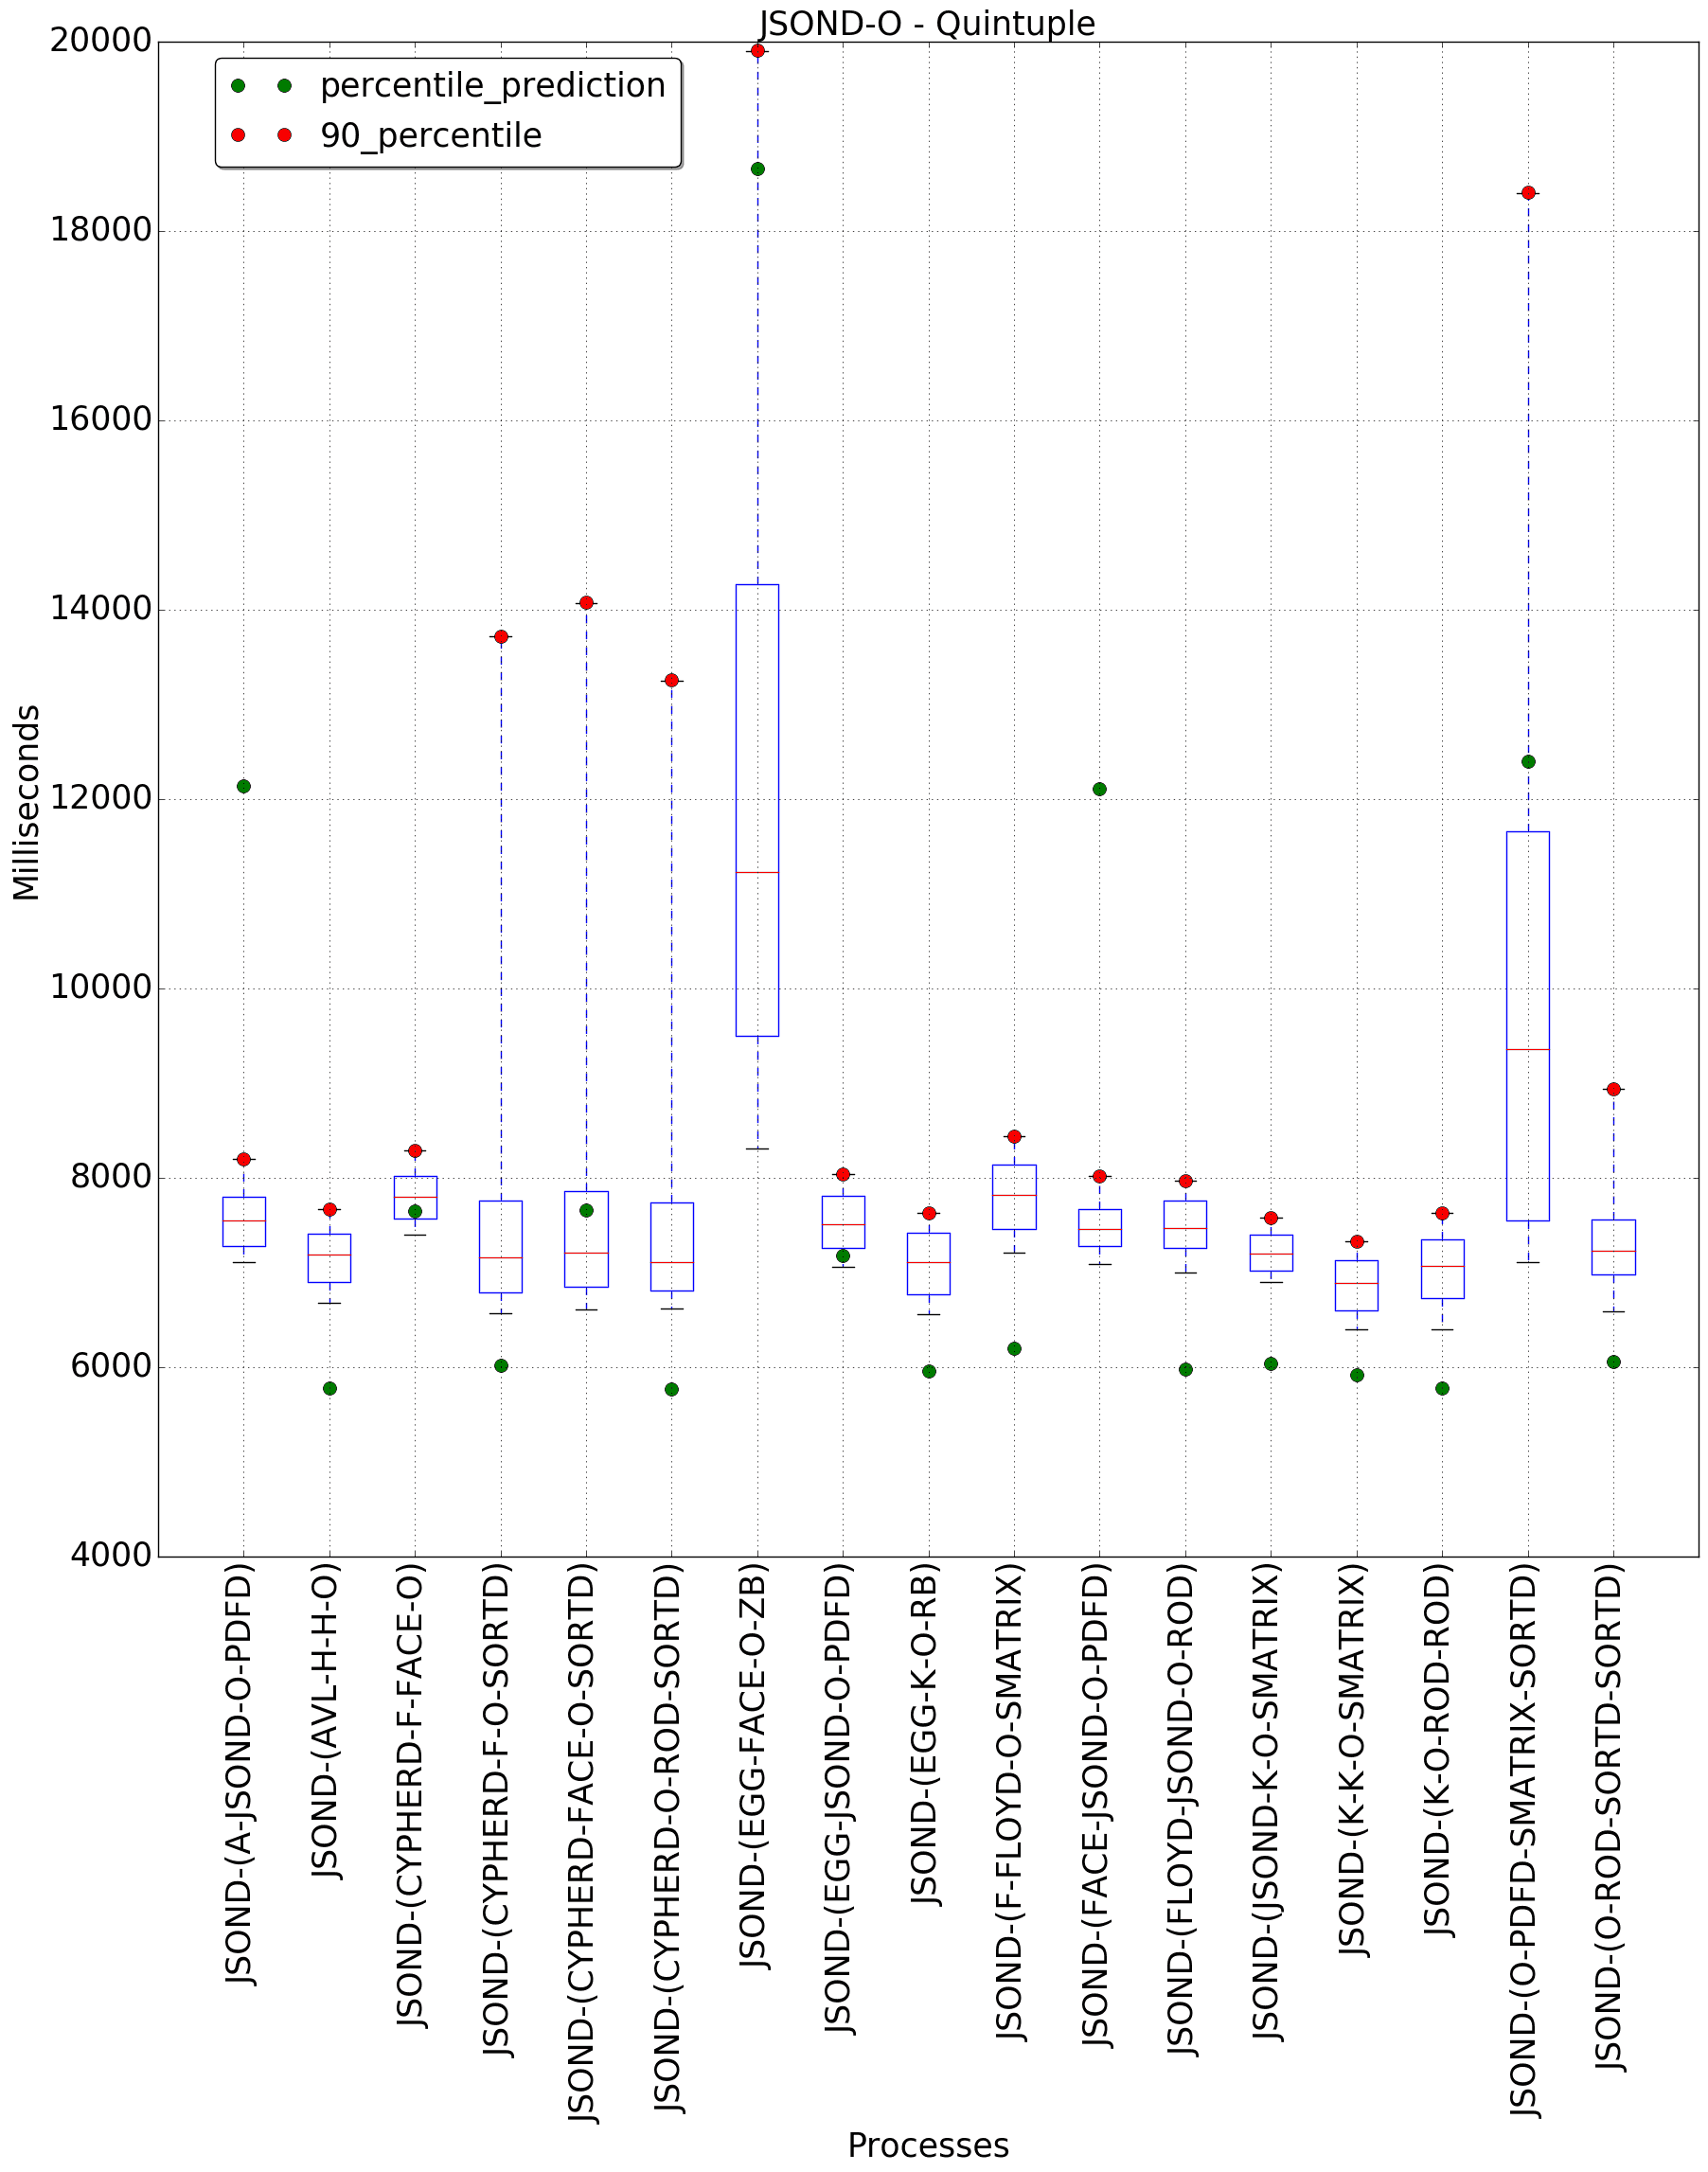 JSOND-O - Quintuple
percentile_prediction
90_percentile
20000
18000
16000
14000
12000
10000
8000
6000
4000
Milliseconds
JSOND-(A-JSOND-O-PDFD)
JSOND-(AVL-H-H-O)
JSOND-(CYPHERD-F-FACE-O)
JSOND-(CYPHERD-F-O-SORTD)
JSOND-(CYPHERD-FACE-O-SORTD)
JSOND-(CYPHERD-O-ROD-SORTD)
JSOND-(EGG-FACE-O-ZB)
JSOND-(EGG-JSOND-O-PDFD)
JSOND-(EGG-K-O-RB)
JSOND-(F-FLOYD-O-SMATRIX)
JSOND-(FACE-JSOND-O-PDFD)
JSOND-(FLOYD-JSOND-O-ROD)
JSOND-(JSOND-K-O-SMATRIX)
JSOND-(K-K-O-SMATRIX)
JSOND-(K-O-ROD-ROD)
JSOND-(O-PDFD-SMATRIX-SORTD)
JSOND-(O-ROD-SORTD-SORTD)
Processes